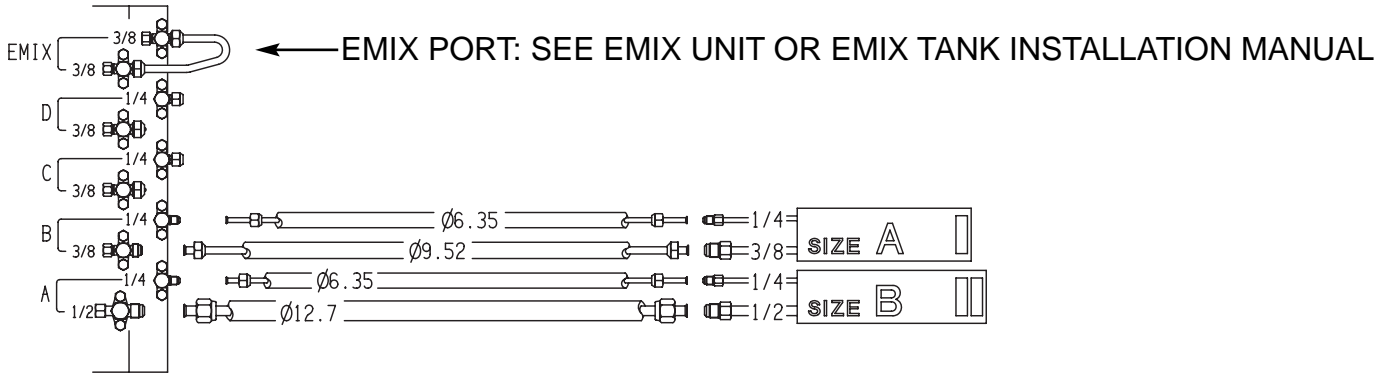 3/8
EMIX PORT: SEE EMIX UNIT OR EMIX TANK INSTALLATION MANUAL
EMIX
3/8
1/4
D
3/8
1/4
C
3/8
1/4 Ø6.35 1/4
B
3/8 Ø9.52 3/8 SIZE A
1/4 Ø6.35 1/4
A
1/2 Ø12.7 1/2 SIZE B